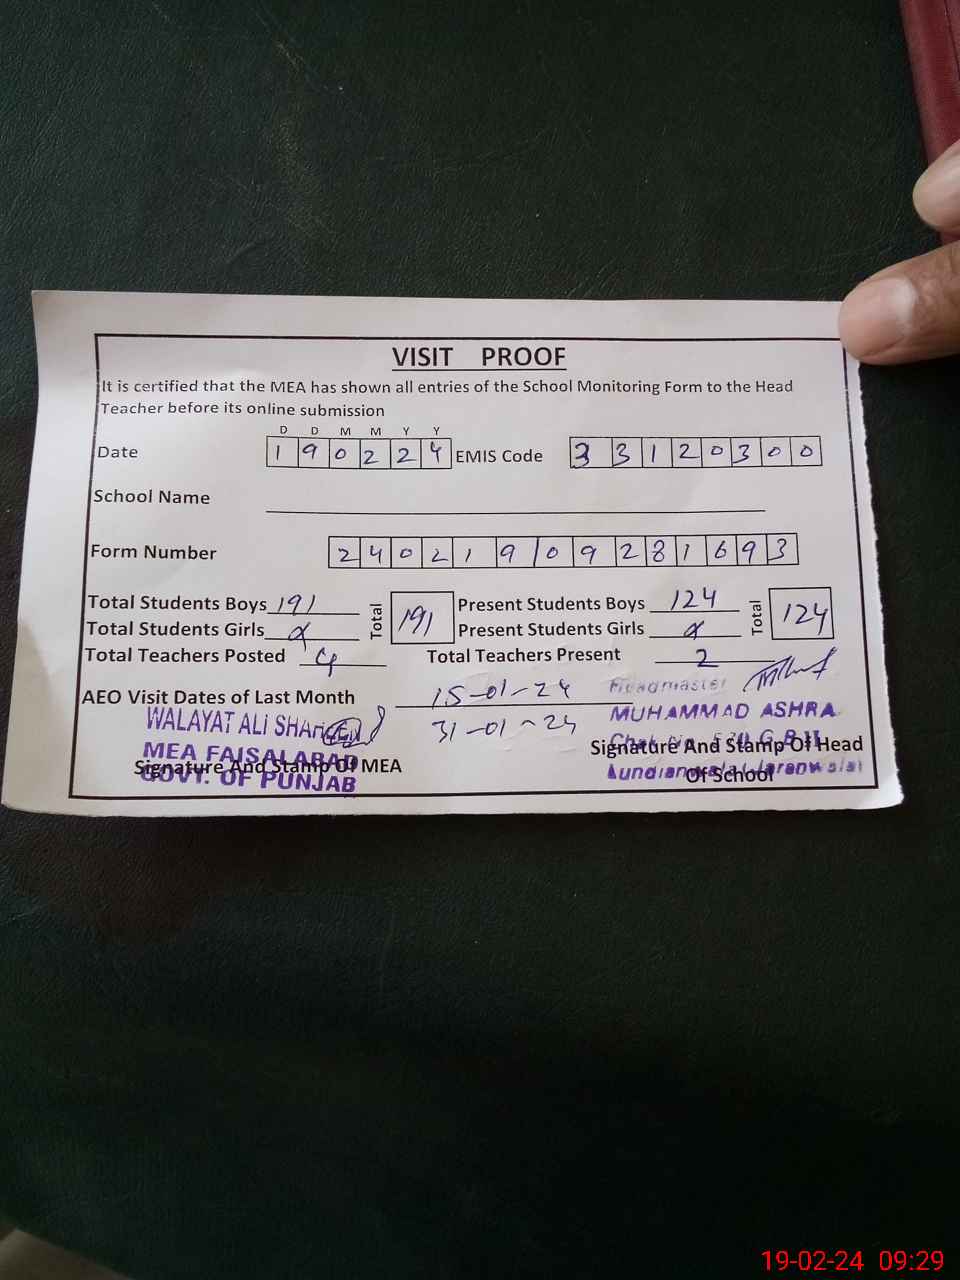 VISIT PROOF
It is certified that the MEA has shown all entries of the School Monitoring Form to the Head
Teacher before its online submission
D D M M Y Y
Date 1 9 0 2 2 4 EMIS Code 3 3 1 2 0 3 0 0
School Name
Form Number 2 4 0 2 1 9 0 9 2 8 1 6 9 3
Total Students Boys 191 Total 191 Present Students Boys 124 Total 124
Total Students Girls Present Students Girls
Total Teachers Posted 4 Total Teachers Present 2
AEO Visit Dates of Last Month 15-01-24 Headmaster
WALAYAT ALI 31-01-24 MUHAMMAD ASHRA
MEA FAISALABAD Chak No. G.B.
Signature And Stamp Of MEA Signature And Stamp Of Head
GOVT. OF PUNJAB Of School
Jaranwala
19-02-24 09:29